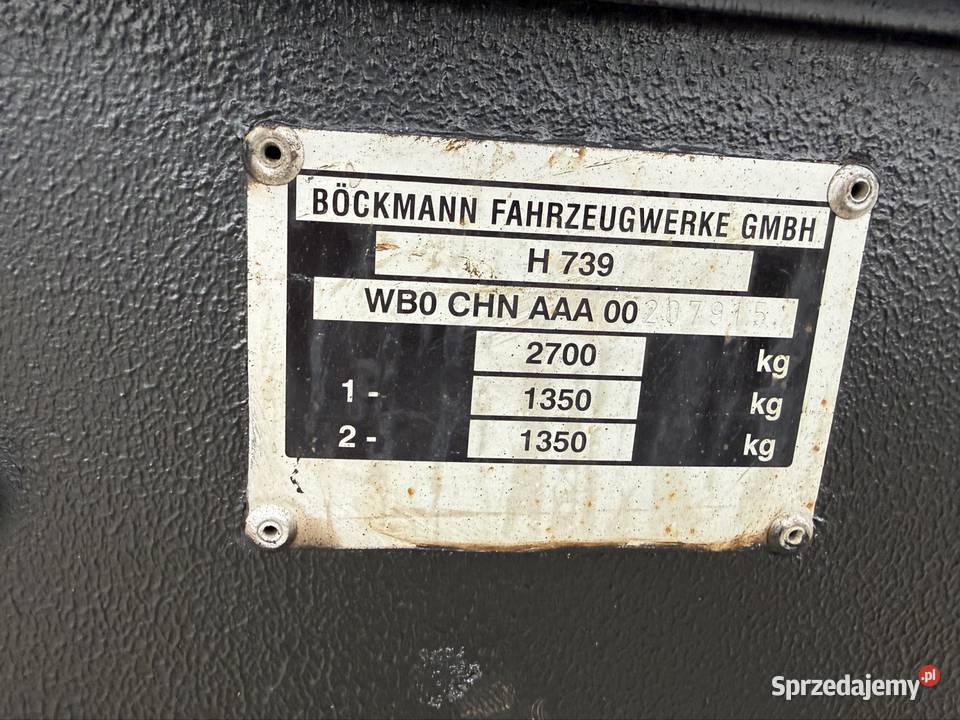 BÖCKMANN FAHRZEUGWERKE GMBH
H 739
WB0 CHN AAA 00207915
2700 kg
1 - 1350 kg
2 - 1350 kg
Sprzedajemy.pl